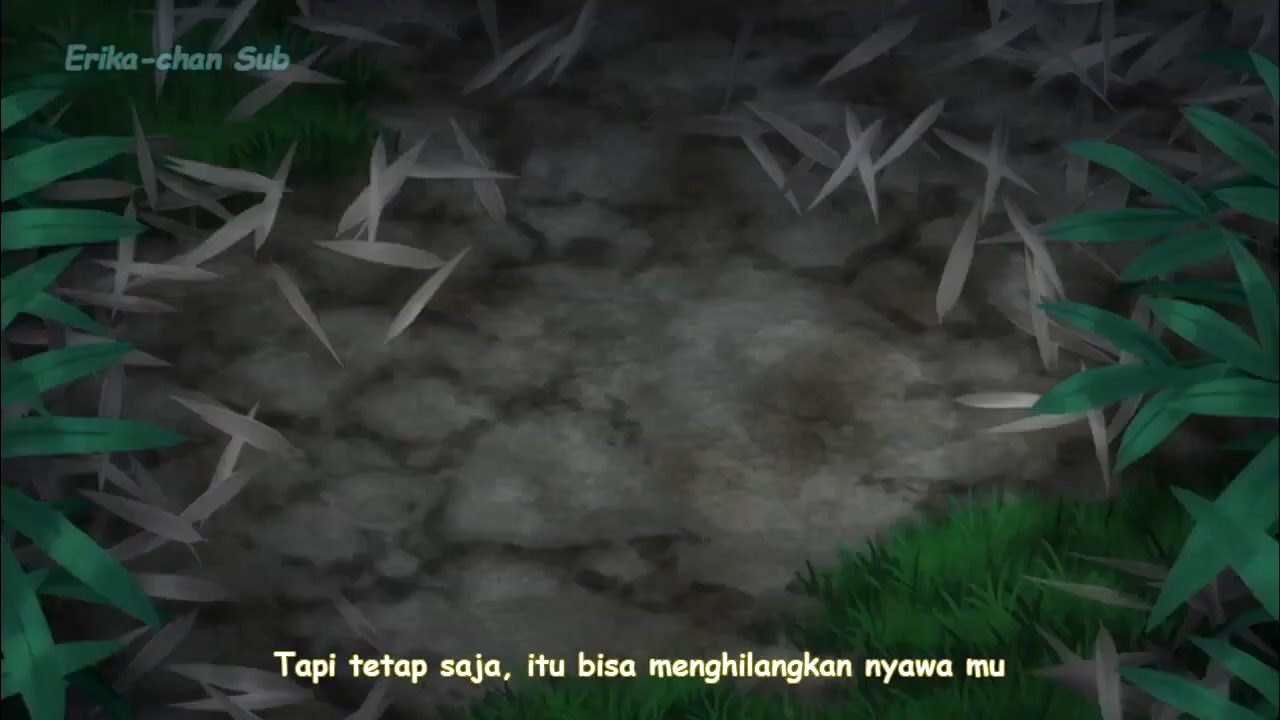 Erika-chan Sub
Tapi tetap saja, itu bisa menghilangkan nyawa mu